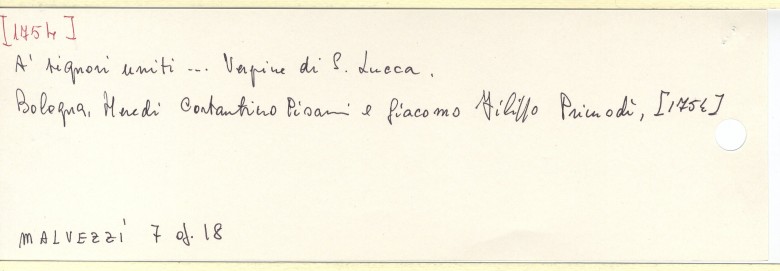 [1754]
A' signori uniti ... Vergine di S. Lucca.
Bologna, Heredi Costantino Pisarri e Giacomo Filippo Primodì, [1754]
MALVEZZI 7 of. 18